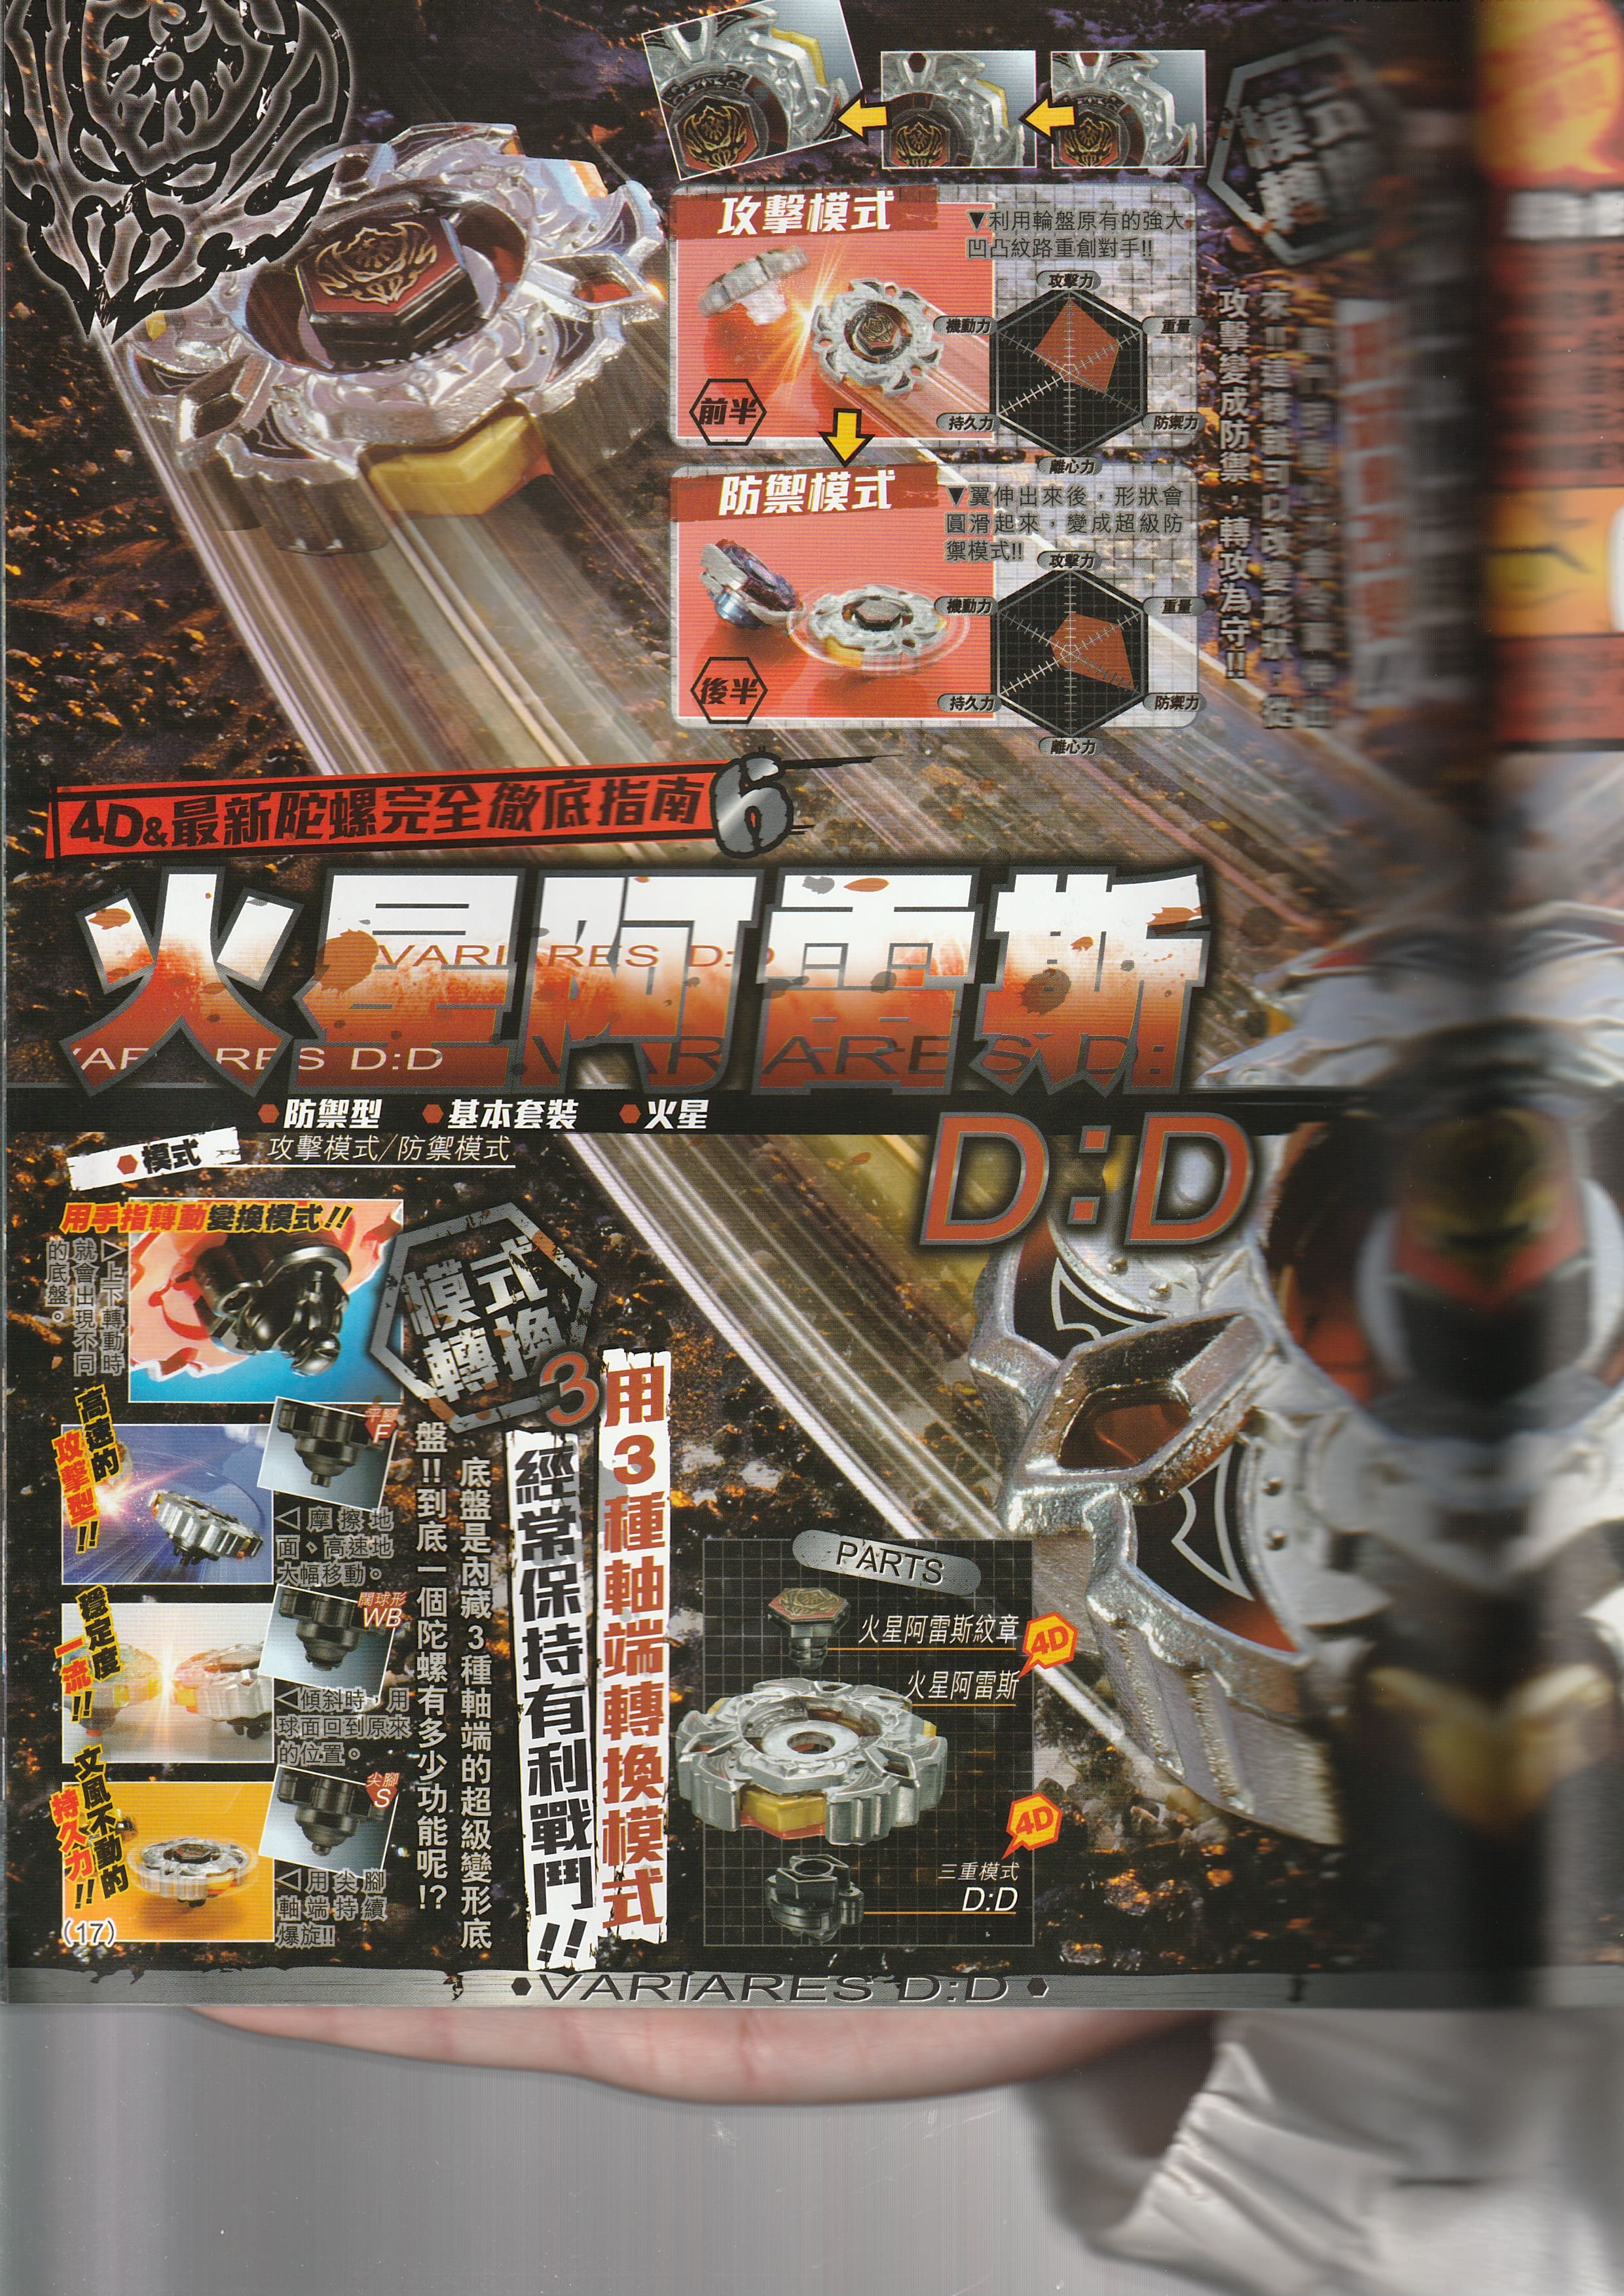 攻擊模式
▼利用輪盤原有的強大
凹凸紋路重創對手!!
攻擊力
機動力
重量
持久力
防禦力
離心力
前半
防禦模式
▼翼伸出來後，形狀會
圓滑起來，變成超級防
禦模式!!
攻擊力
機動力
重量
持久力
防禦力
離心力
後半
來!!這樣就可以改變形狀，從
攻擊變成防禦，轉攻為守!!
4D&最新陀螺完全徹底指南6
火星阿雷斯
VARIARES D:D
D:D
防禦型
基本套裝
火星
模式
攻擊模式/防禦模式
模式
轉換3
用3種軸端轉換模式
經常保持有利戰鬥!!
底盤是內藏3種軸端的超級變形底
盤!!到底一個陀螺有多少功能呢!?
用手指轉動變換模式!!
◁上下轉動時
就會出現不同
的底盤。
高速的
攻擊型!!
平腳
F
◁摩擦地
面、高速地
大幅移動。
穩定度
一流!!
闊球形
WB
◁傾斜時，用
球面回到原來
的位置。
文風不動的
持久力!!
尖腳
S
◁用尖腳
軸端持續
爆旋!!
PARTS
火星阿雷斯紋章
4D
火星阿雷斯
4D
三重模式
D:D
(17)
VARIARES D:D